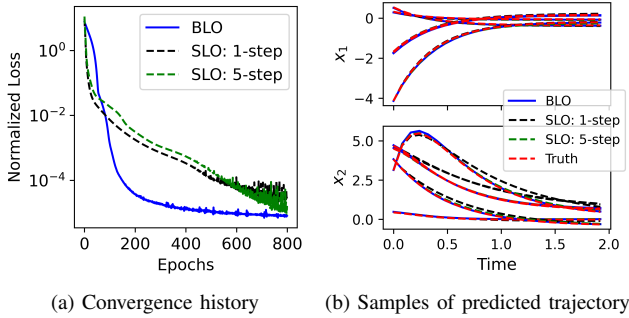 Normalized Loss
10^0
10^{-2}
10^{-4}
BLO
SLO: 1-step
SLO: 5-step
0 200 400 600 800
Epochs
(a) Convergence history
x_1
0
−2
−4
x_2
5.0
2.5
0.0
BLO
SLO: 1-step
SLO: 5-step
Truth
0.0 0.5 1.0 1.5 2.0
Time
(b) Samples of predicted trajectory